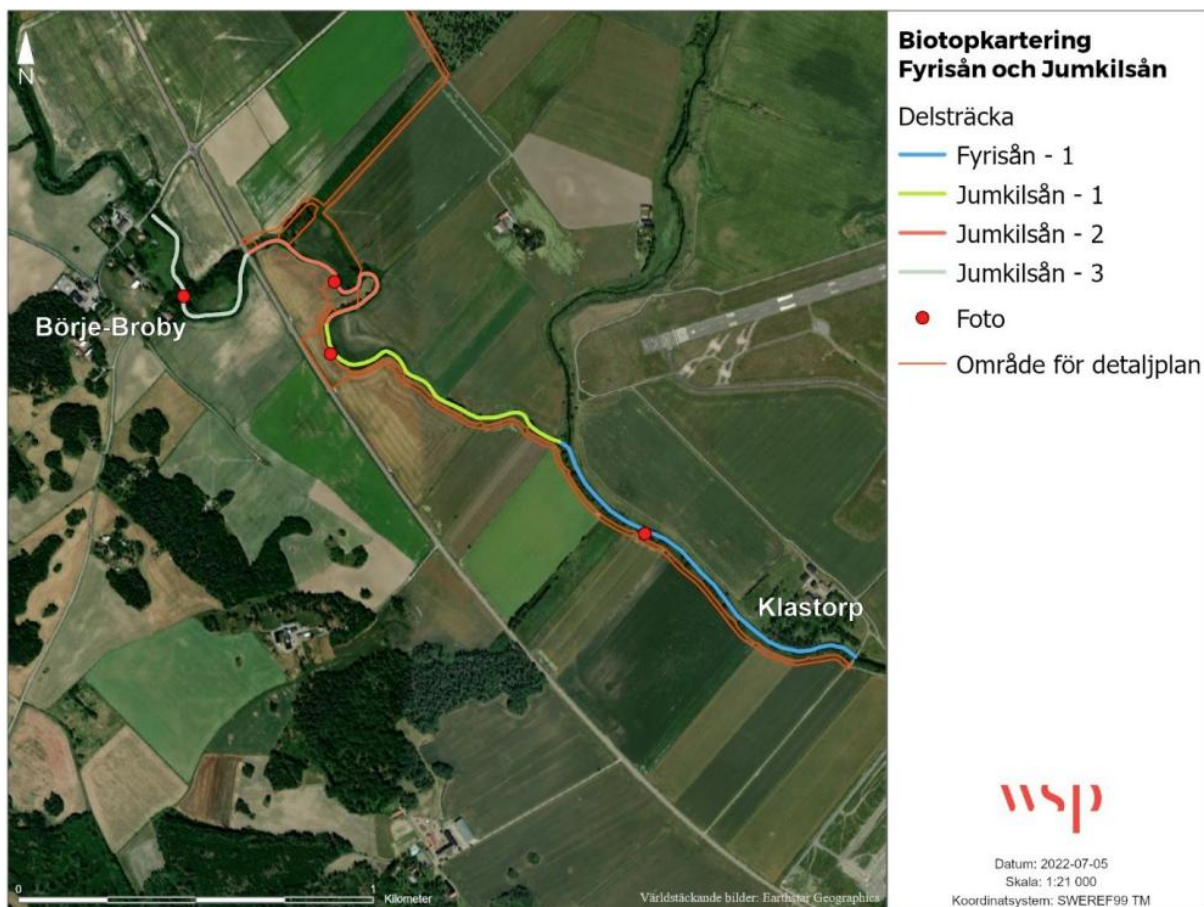 N
Börje-Broby
Klastorp
0
1
Kilometer
Världstäckande bilder: Earthstar Geographics
Biotopkartering
Fyrisån och Jumkilsån
Delsträcka
Fyrisån - 1
Jumkilsån - 1
Jumkilsån - 2
Jumkilsån - 3
Foto
Område för detaljplan
wsp
Datum: 2022-07-05
Skala: 1:21 000
Koordinatsystem: SWEREF99 TM